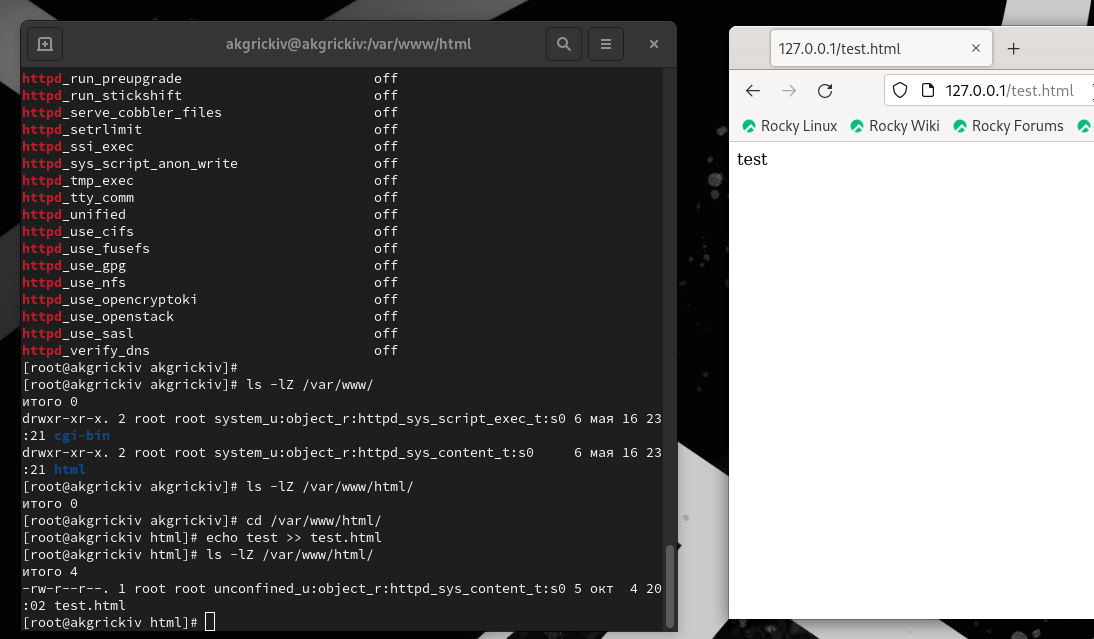 akgrickiv@akgrickiv:/var/www/html
httpd_run_preupgrade                    off
httpd_run_stickshift                    off
httpd_serve_cobbler_files               off
httpd_setrlimit                         off
httpd_ssi_exec                          off
httpd_sys_script_anon_write             off
httpd_tmp_exec                          off
httpd_tty_comm                          off
httpd_unified                           off
httpd_use_cifs                          off
httpd_use_fusefs                        off
httpd_use_gpg                           off
httpd_use_nfs                           off
httpd_use_opencryptoki                  off
httpd_use_openstack                     off
httpd_use_sasl                          off
httpd_verify_dns                        off
[root@akgrickiv akgrickiv]#
[root@akgrickiv akgrickiv]# ls -lZ /var/www/
итого 0
drwxr-xr-x. 2 root root system_u:object_r:httpd_sys_script_exec_t:s0 6 мая 16 23
:21 cgi-bin
drwxr-xr-x. 2 root root system_u:object_r:httpd_sys_content_t:s0     6 мая 16 23
:21 html
[root@akgrickiv akgrickiv]# ls -lZ /var/www/html/
итого 0
[root@akgrickiv akgrickiv]# cd /var/www/html/
[root@akgrickiv html]# echo test >> test.html
[root@akgrickiv html]# ls -lZ /var/www/html/
итого 4
-rw-r--r--. 1 root root unconfined_u:object_r:httpd_sys_content_t:s0 5 окт  4 20
:02 test.html
[root@akgrickiv html]#
127.0.0.1/test.html
127.0.0.1/test.html
Rocky Linux Rocky Wiki Rocky Forums
test